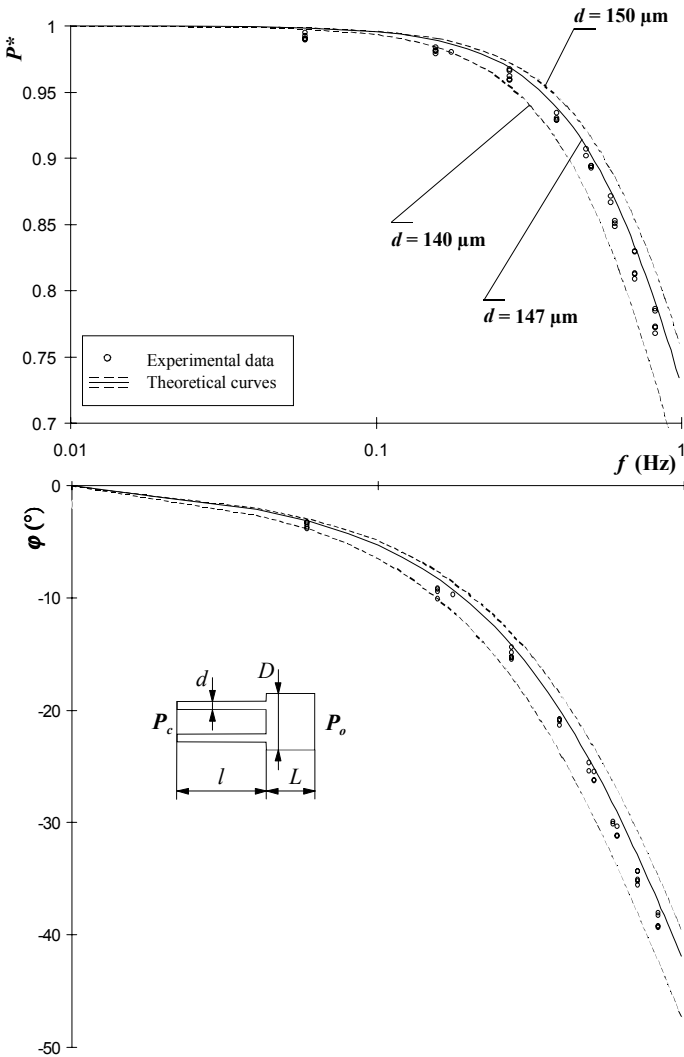 P*
1
0.95
0.9
0.85
0.8
0.75
0.7
d = 150 µm
d = 140 µm
d = 147 µm
Experimental data
Theoretical curves
0.01
0.1
1
f (Hz)
φ (°)
0
-10
-20
-30
-40
-50
d
D
P_c
P_o
l
L